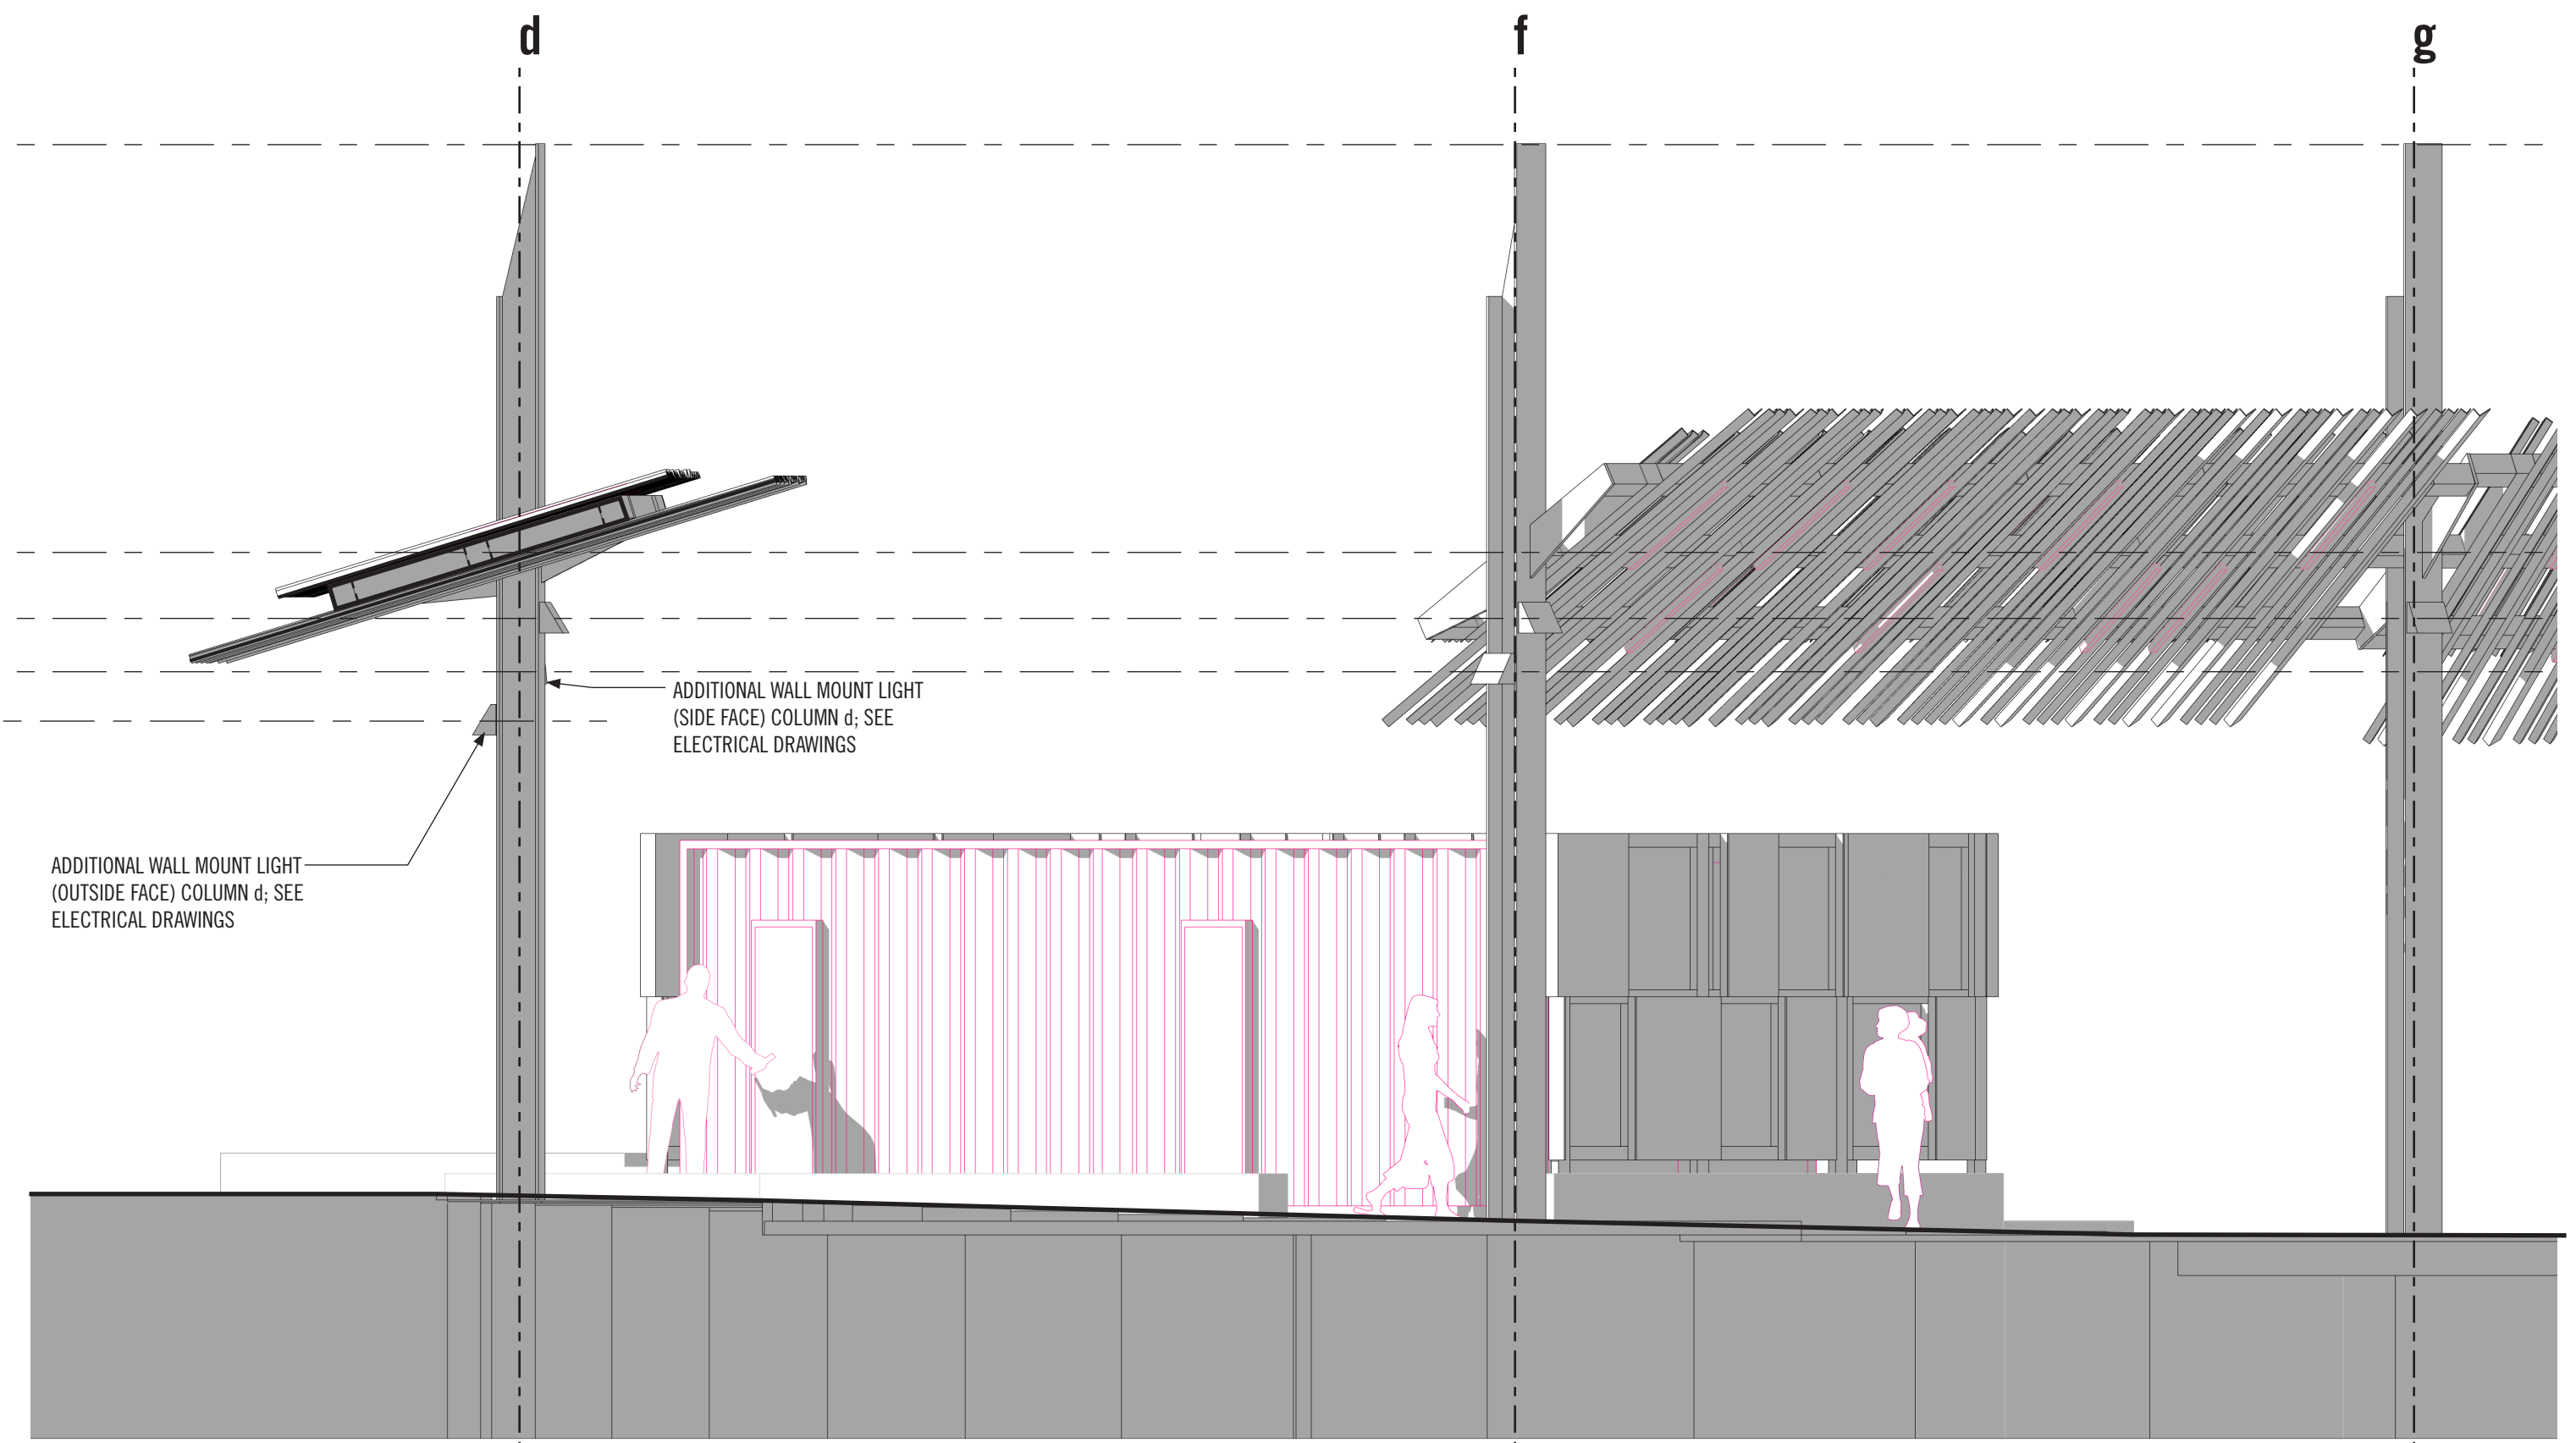 d
f
g
ADDITIONAL WALL MOUNT LIGHT
(SIDE FACE) COLUMN d; SEE
ELECTRICAL DRAWINGS
ADDITIONAL WALL MOUNT LIGHT
(OUTSIDE FACE) COLUMN d; SEE
ELECTRICAL DRAWINGS